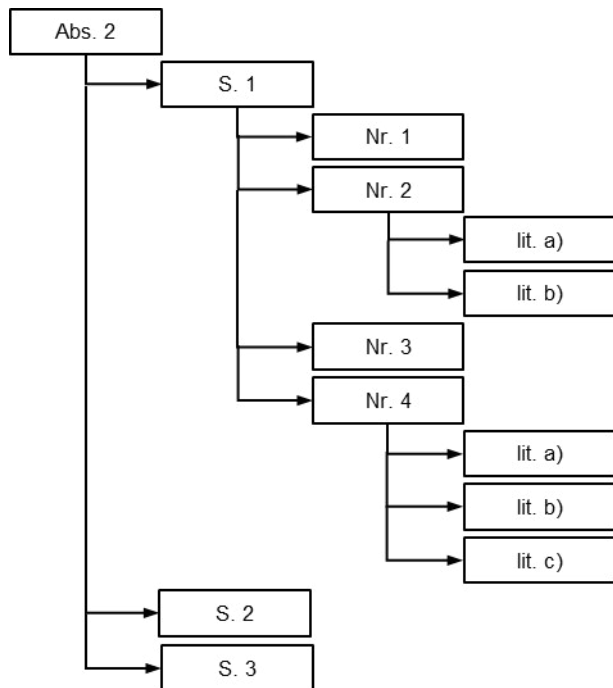 Abs. 2
S. 1
Nr. 1
Nr. 2
lit. a)
lit. b)
Nr. 3
Nr. 4
lit. a)
lit. b)
lit. c)
S. 2
S. 3